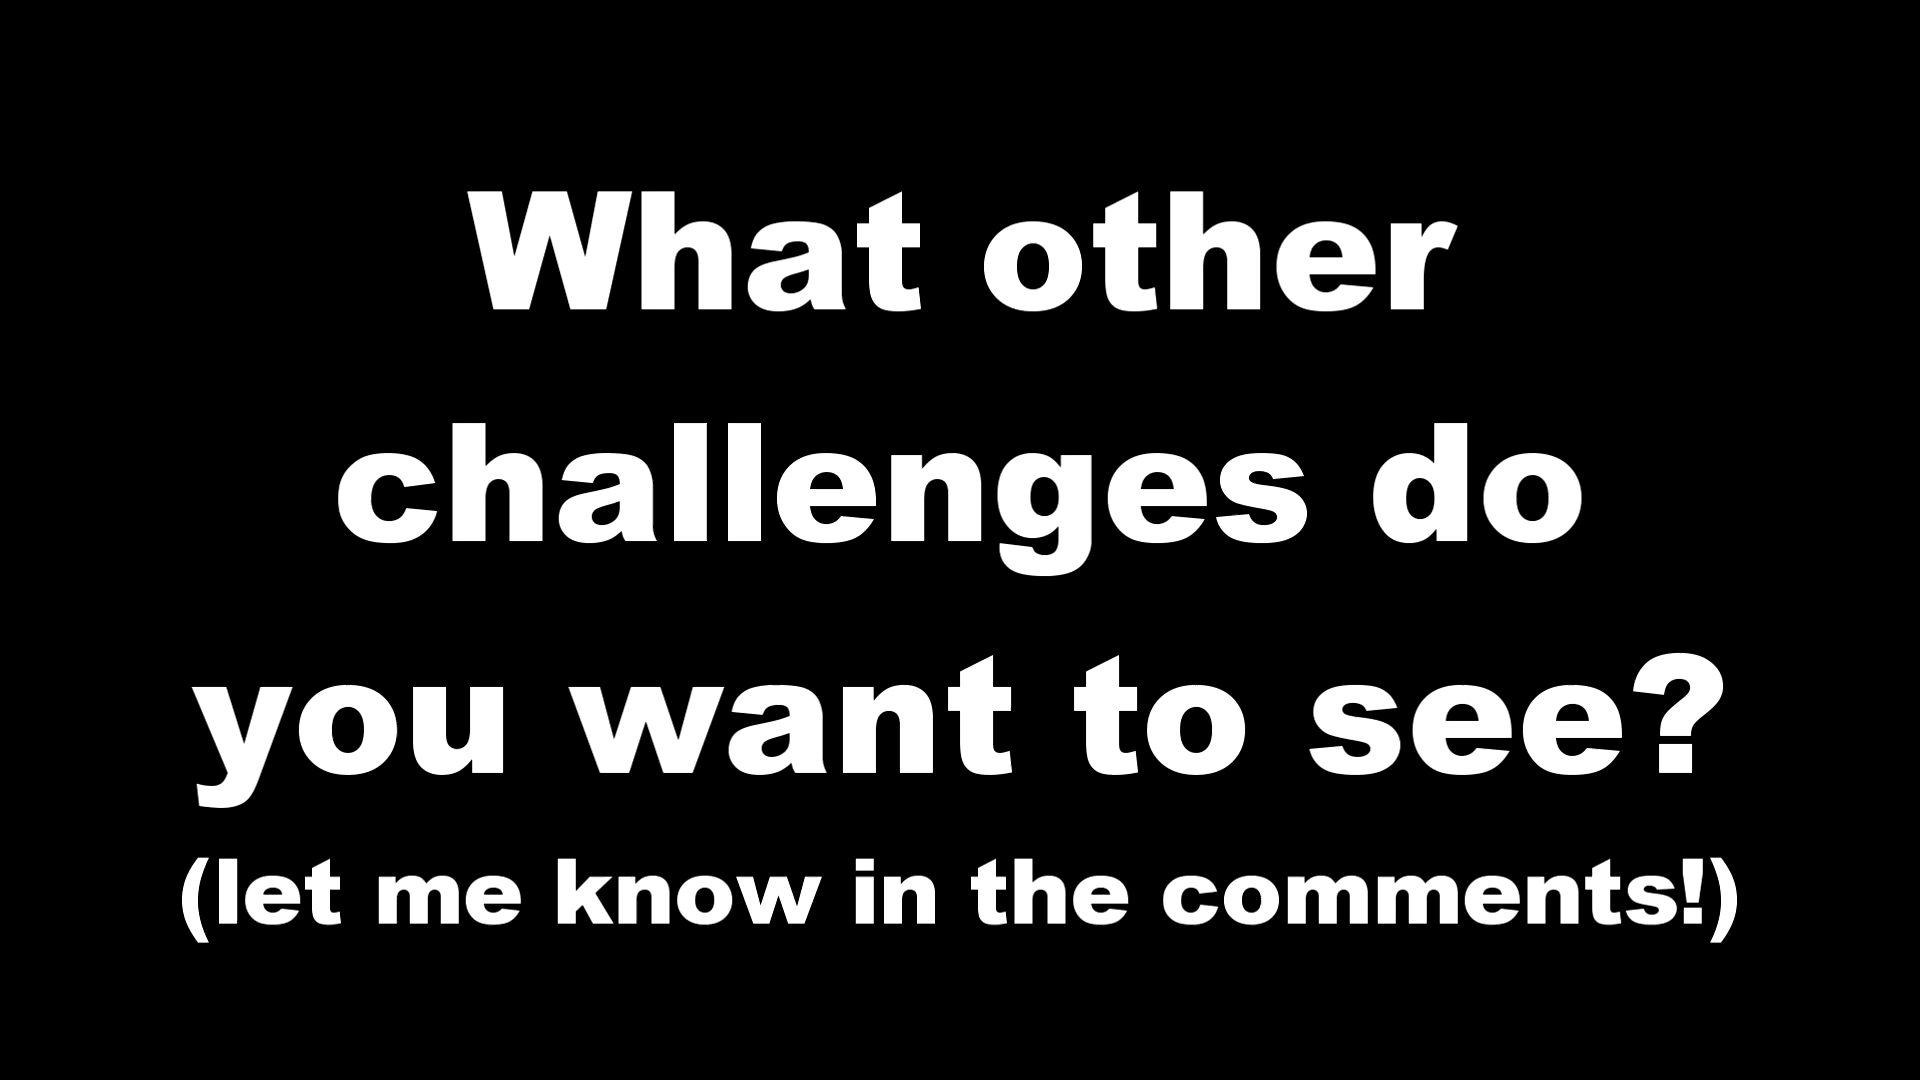 What other
challenges do
you want to see?
(let me know in the comments!)